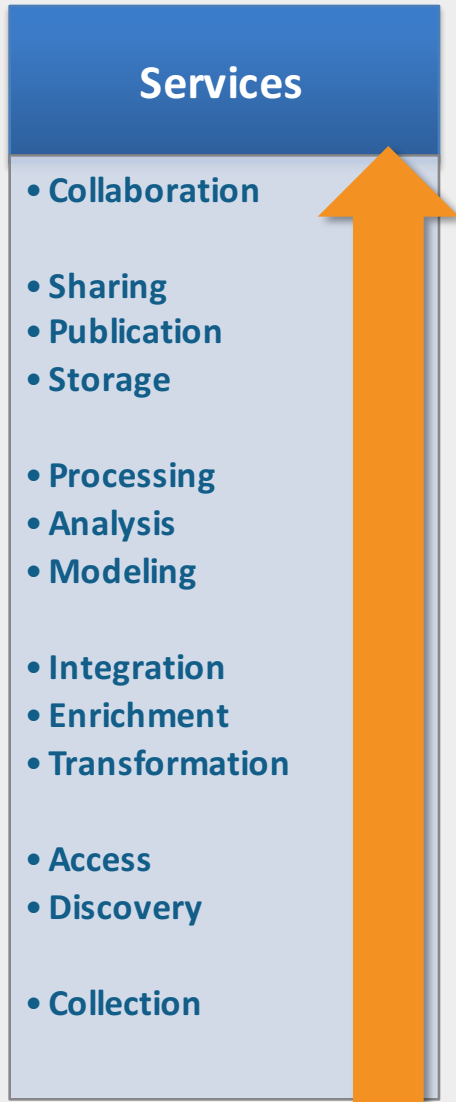 Services
• Collaboration
• Sharing
• Publication
• Storage
• Processing
• Analysis
• Modeling
• Integration
• Enrichment
• Transformation
• Access
• Discovery
• Collection